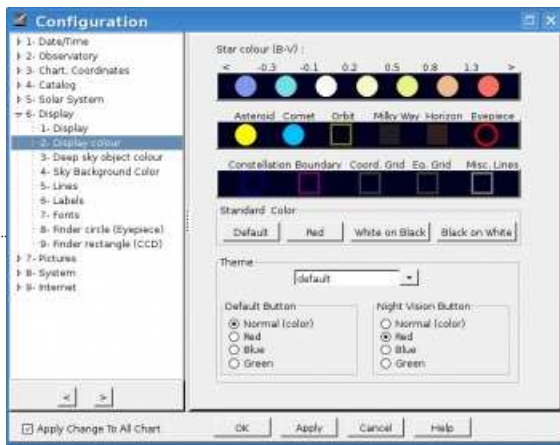 Configuration
1- Date/Time
2- Observatory
3- Chart, Coordinates
4- Catalog
5- Solar System
6- Display
1- Display
2- Display colour
3- Deep sky object colour
4- Sky Background Color
5- Lines
6- Labels
7- Fonts
8- Finder circle (Eyepiece)
9- Finder rectangle (CCD)
7- Pictures
8- System
9- Internet
< >
Apply Change To All Chart
Star colour (B-V) :
< -0.3 -0.1 0.2 0.5 0.8 1.3 >
Asteroid Comet Orbit Milky Way Horizon Eyepiece
Constellation Boundary Coord. Grid Eq. Grid Misc. Lines
Standard Color
Default Red White on Black Black on White
Theme
default
Default Button
Normal (color)
Red
Blue
Green
Night Vision Button
Normal (color)
Red
Blue
Green
OK Apply Cancel Help